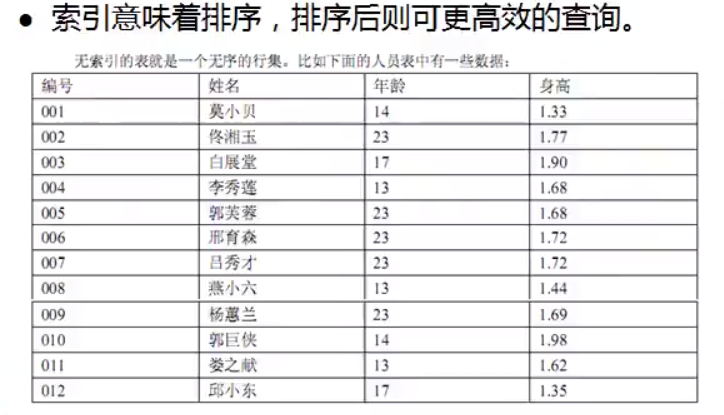 ● 索引意味着排序，排序后则可更高效的查询。
无索引的表就是一个无序的行集。比如下面的人员表中有一些数据：
编号 姓名 年龄 身高
001 莫小贝 14 1.33
002 佟湘玉 23 1.77
003 白展堂 17 1.90
004 李秀莲 13 1.68
005 郭芙蓉 23 1.68
006 邢育森 23 1.72
007 吕秀才 23 1.72
008 燕小六 13 1.44
009 杨蕙兰 23 1.69
010 郭巨侠 14 1.98
011 娄之献 13 1.62
012 邱小东 17 1.35